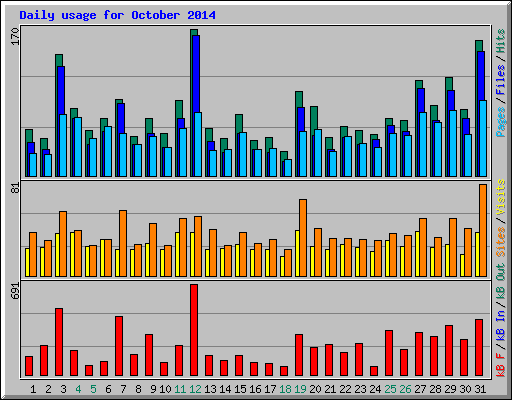 Daily usage for October 2014
170
Pages / Files / Hits
81
Sites / Visits
691
kB F / kB In / kB Out
1 2 3 4 5 6 7 8 9 10 11 12 13 14 15 16 17 18 19 20 21 22 23 24 25 26 27 28 29 30 31